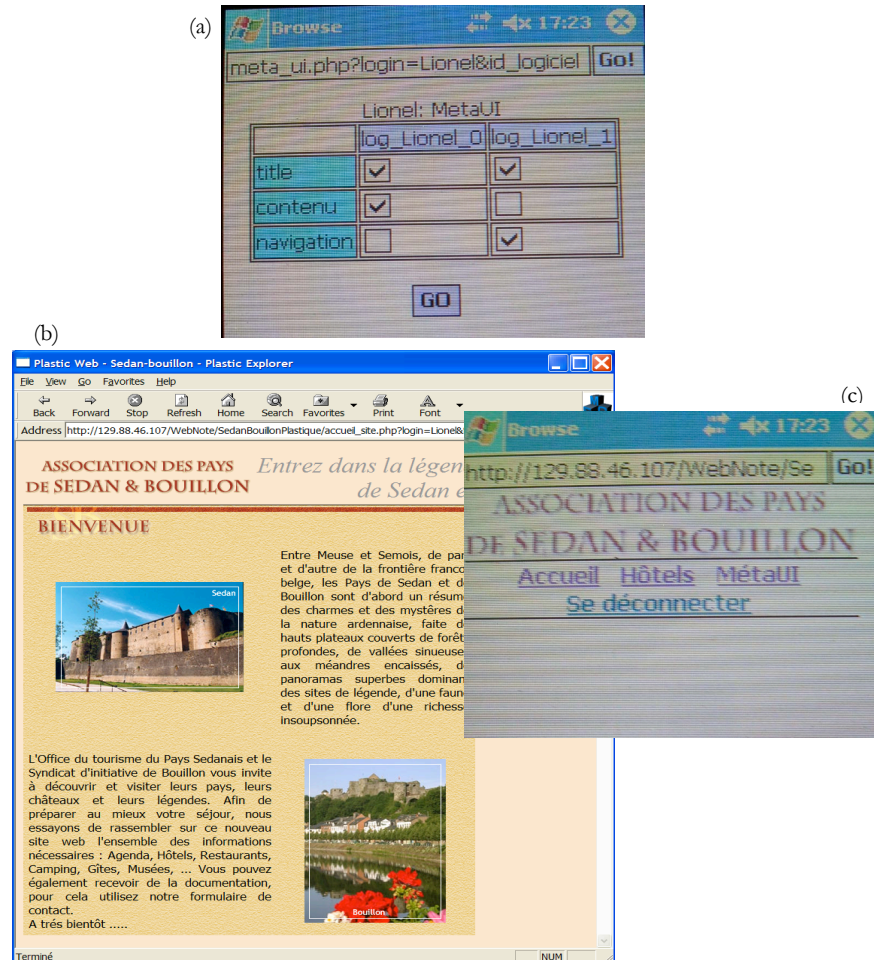 (a)
Browse 17:23
meta_ui.php?login=Lionel&id_logiciel Go!
Lionel: MetaUI
log_Lionel_0 log_Lionel_1
title
contenu
navigation
GO
(b)
Plastic Web - Sedan-bouillon - Plastic Explorer
File View Go Favorites Help
Back Forward Stop Refresh Home Search Favorites Print Font
Address http://129.88.46.107/WebNote/SedanBouillonPlastique/accueil_site.php?login=Lionel&
ASSOCIATION DES PAYS
DE SEDAN & BOUILLON
Entrez dans la légen
de Sedan e
BIENVENUE
Sedan
Entre Meuse et Semois, de par
et d'autre de la frontière franco
belge, les Pays de Sedan et d
Bouillon sont d'abord un résum
des charmes et des mystères d
la nature ardennaise, faite d
hauts plateaux couverts de forêt
profondes, de vallées sinueuse
aux méandres encaissés, d
panoramas superbes dominan
des sites de légende, d'une faun
et d'une flore d'une richess
insoupsonnée.
L'Office du tourisme du Pays Sedanais et le
Syndicat d'initiative de Bouillon vous invite
à découvrir et visiter leurs pays, leurs
châteaux et leurs légendes. Afin de
préparer au mieux votre séjour, nous
essayons de rassembler sur ce nouveau
site web l'ensemble des informations
nécessaires : Agenda, Hôtels, Restaurants,
Camping, Gîtes, Musées, ... Vous pouvez
également recevoir de la documentation,
pour cela utilisez notre formulaire de
contact.
A trés bientôt .....
Bouillon
Terminé NUM
(c)
Browse 17:23
http://129.88.46.107/WebNote/Se Go!
ASSOCIATION DES PAYS
DE SEDAN & BOUILLON
Accueil Hôtels MétaUI
Se déconnecter